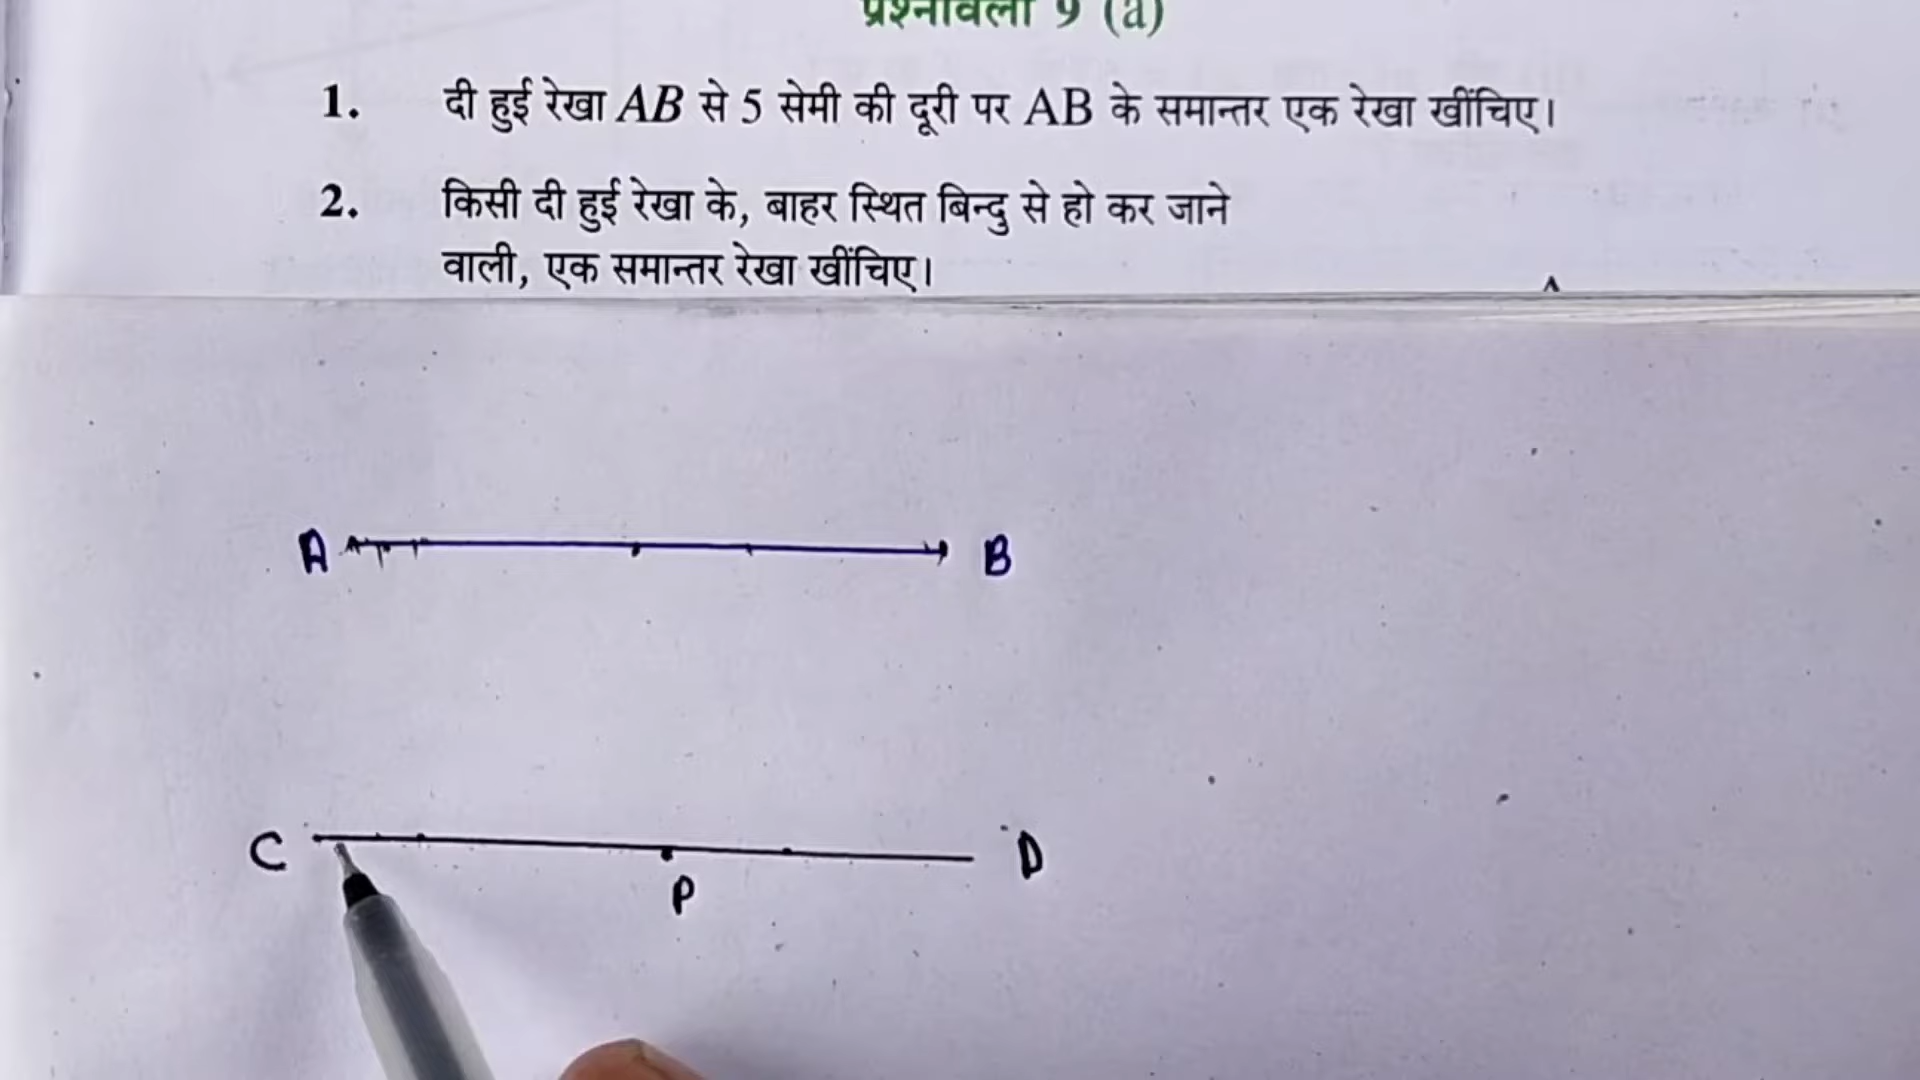 प्रश्नावली 9 (a)
1. दी हुई रेखा AB से 5 सेमी की दूरी पर AB के समान्तर एक रेखा खींचिए।
2. किसी दी हुई रेखा के, बाहर स्थित बिन्दु से हो कर जाने
वाली, एक समान्तर रेखा खींचिए।
A B
C D
P